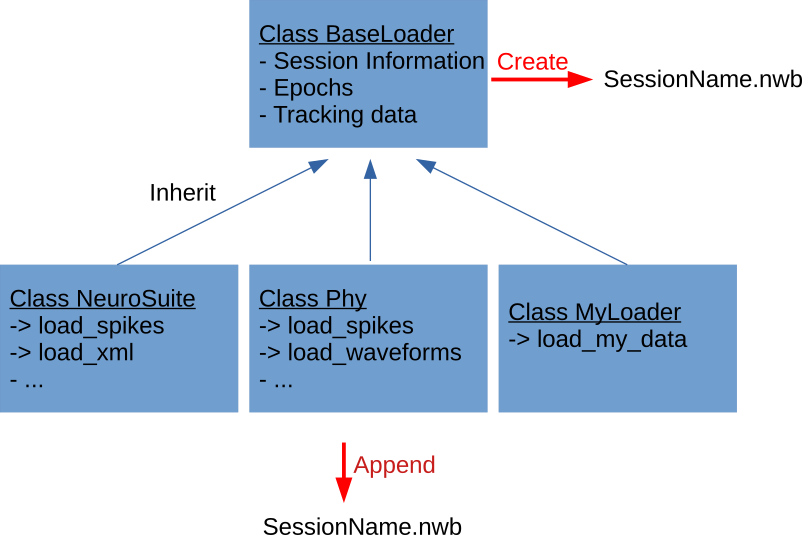 Class BaseLoader
- Session Information
- Epochs
- Tracking data
Create
SessionName.nwb
Inherit
Class NeuroSuite
-> load_spikes
-> load_xml
- ...
Class Phy
-> load_spikes
-> load_waveforms
- ...
Class MyLoader
-> load_my_data
Append
SessionName.nwb